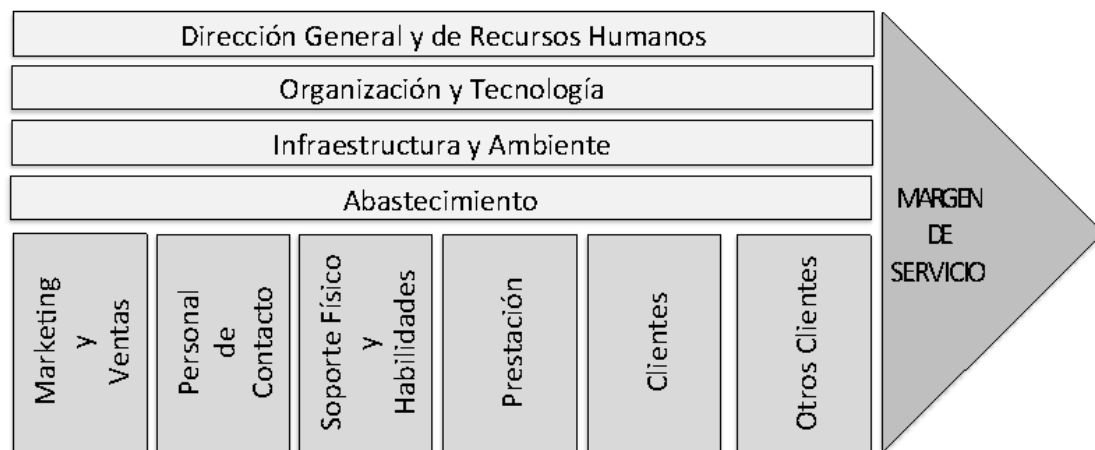 Dirección General y de Recursos Humanos
Organización y Tecnología
Infraestructura y Ambiente
Abastecimiento
Marketing
y
Ventas
Personal
de
Contacto
Soporte Físico
y
Habilidades
Prestación
Clientes
Otros Clientes
MARGEN
DE
SERVICIO